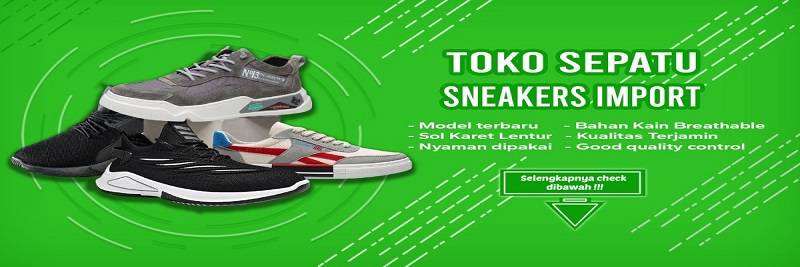 TOKO SEPATU
SNEAKERS IMPORT
- Model terbaru
- Sol Karet Lentur
- Nyaman dipakai
- Bahan Kain Breathable
- Kualitas Terjamin
- Good quality control
Selengkapnya check
dibawah !!!
N°13